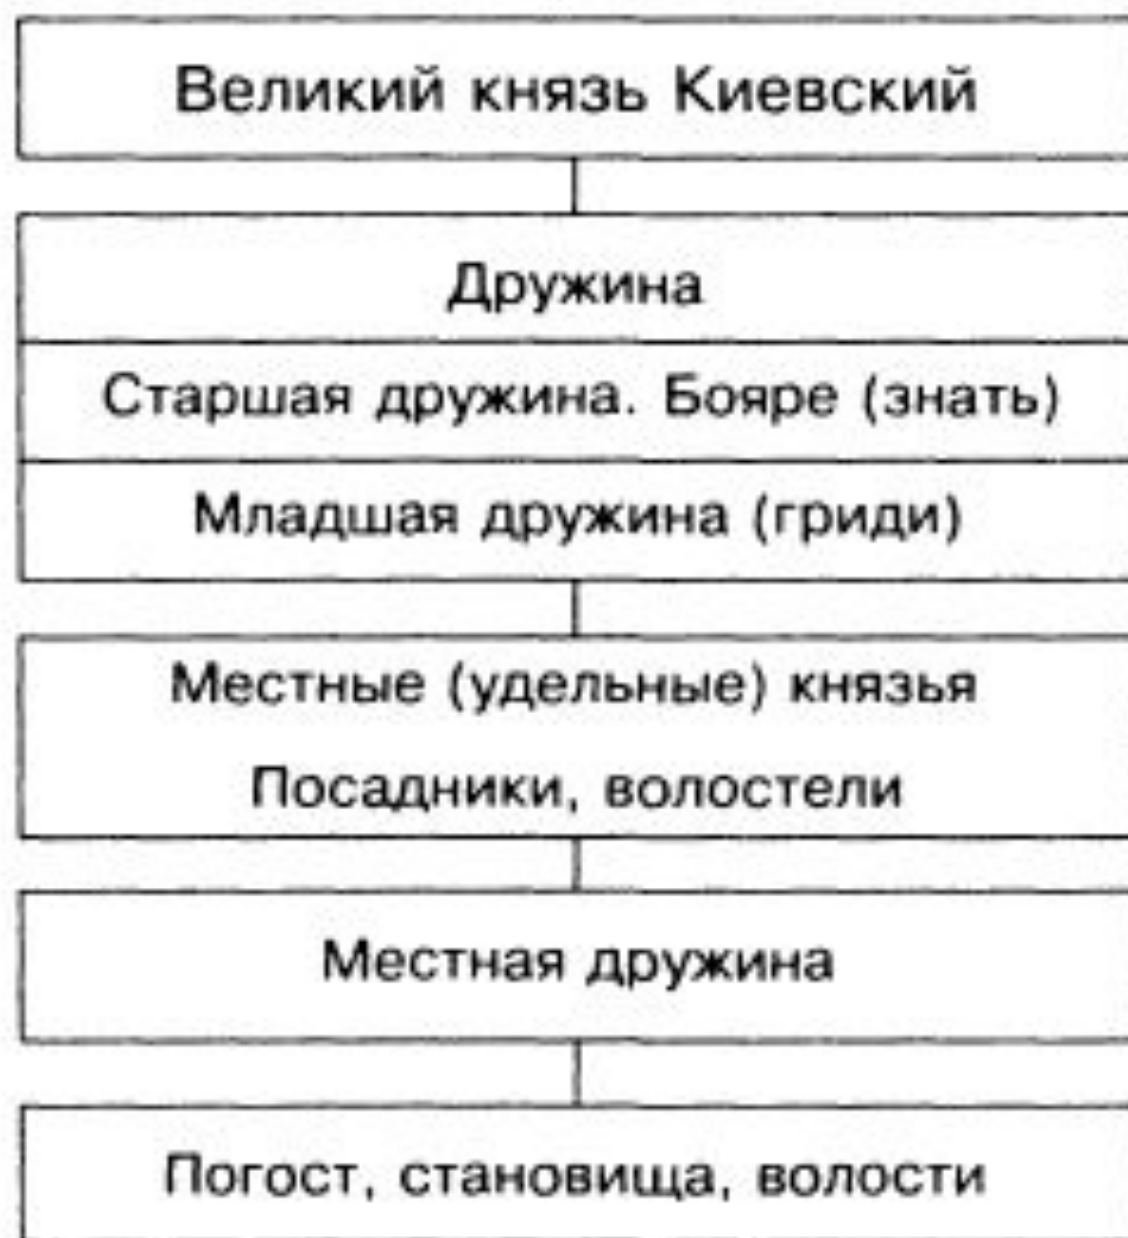 Великий князь Киевский
Дружина
Старшая дружина. Бояре (знать)
Младшая дружина (гриди)
Местные (удельные) князья
Посадники, волостели
Местная дружина
Погост, становища, волости